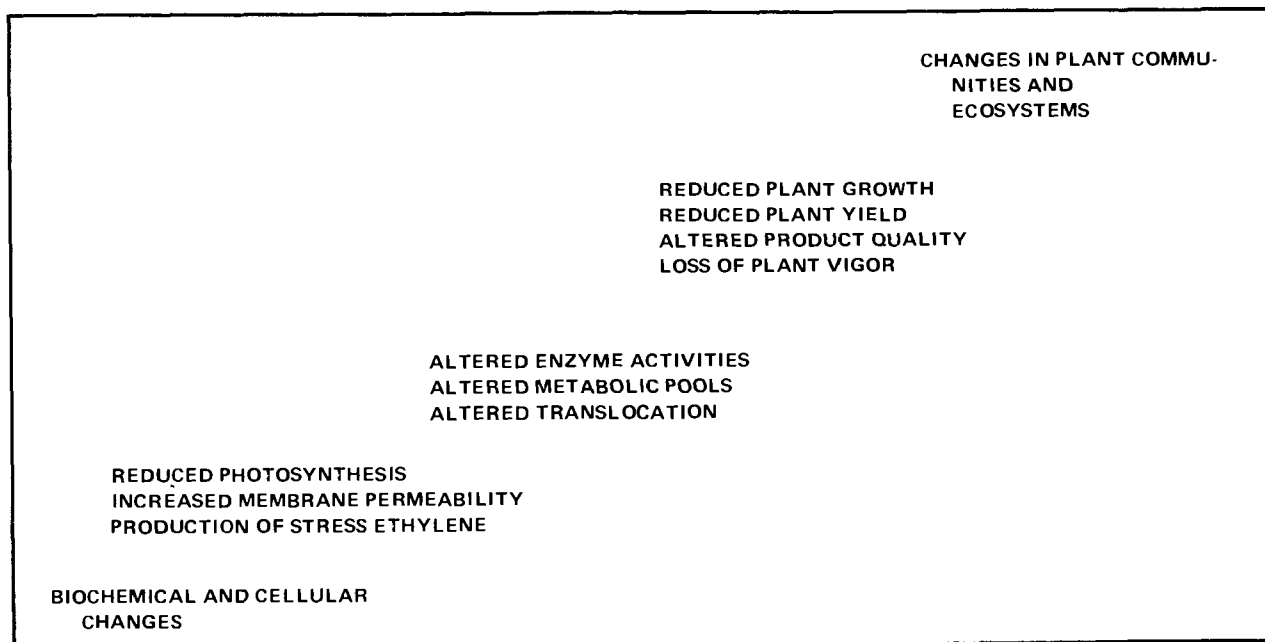 CHANGES IN PLANT COMMU-
NITIES AND
ECOSYSTEMS
REDUCED PLANT GROWTH
REDUCED PLANT YIELD
ALTERED PRODUCT QUALITY
LOSS OF PLANT VIGOR
ALTERED ENZYME ACTIVITIES
ALTERED METABOLIC POOLS
ALTERED TRANSLOCATION
REDUCED PHOTOSYNTHESIS
INCREASED MEMBRANE PERMEABILITY
PRODUCTION OF STRESS ETHYLENE
BIOCHEMICAL AND CELLULAR
CHANGES